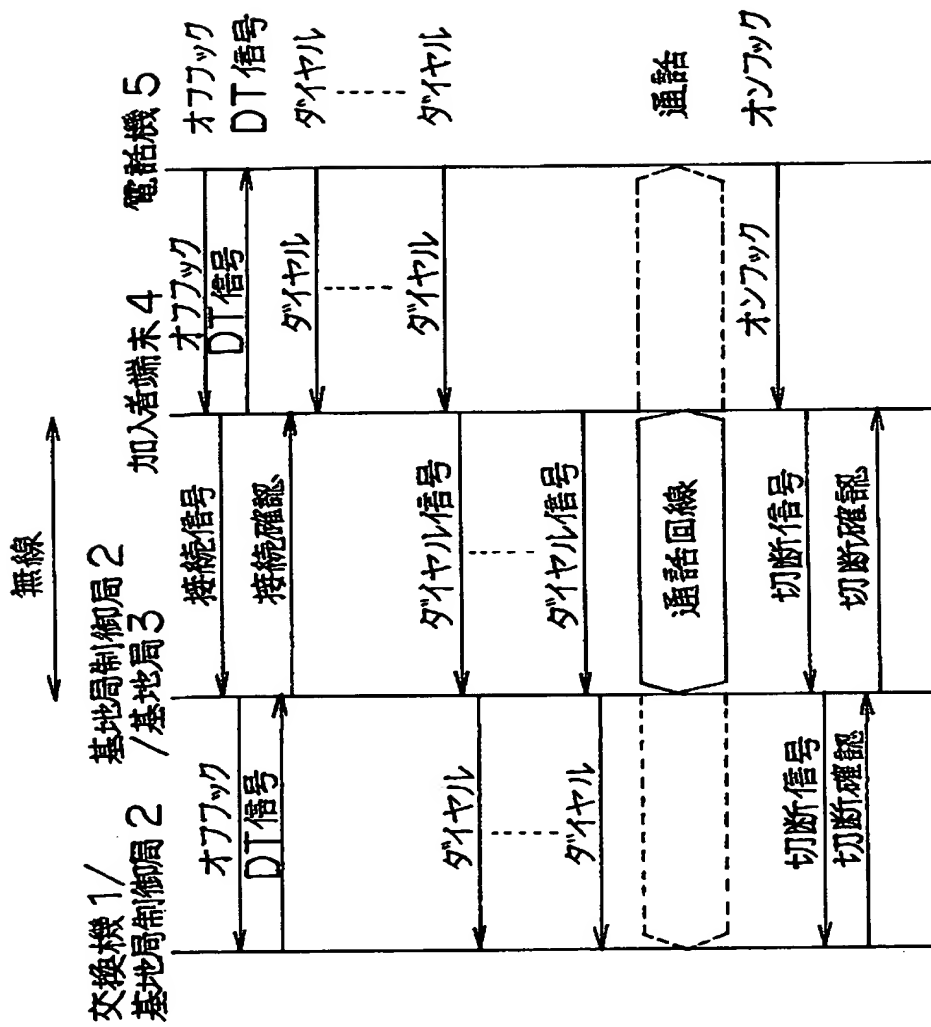 無線
交換機1/
基地局制御局2
基地局制御局2
/基地局3
加入者端末4
電話機5
オフフック
DT信号
接続信号
接続確認
オフフック
DT信号
オフフック
DT信号
ダイヤル
ダイヤル
ダイヤル
ダイヤル
ダイヤル信号
ダイヤル信号
ダイヤル
ダイヤル
通話回線
通話
切断信号
切断確認
切断信号
切断確認
オンフック
オンフック